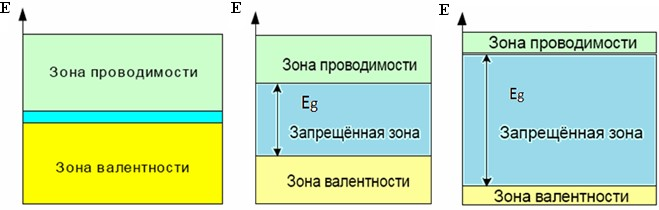 E
Зона проводимости
Зона валентности
E
Зона проводимости
Eg
Запрещённая зона
Зона валентности
E
Зона проводимости
Eg
Запрещённая зона
Зона валентности